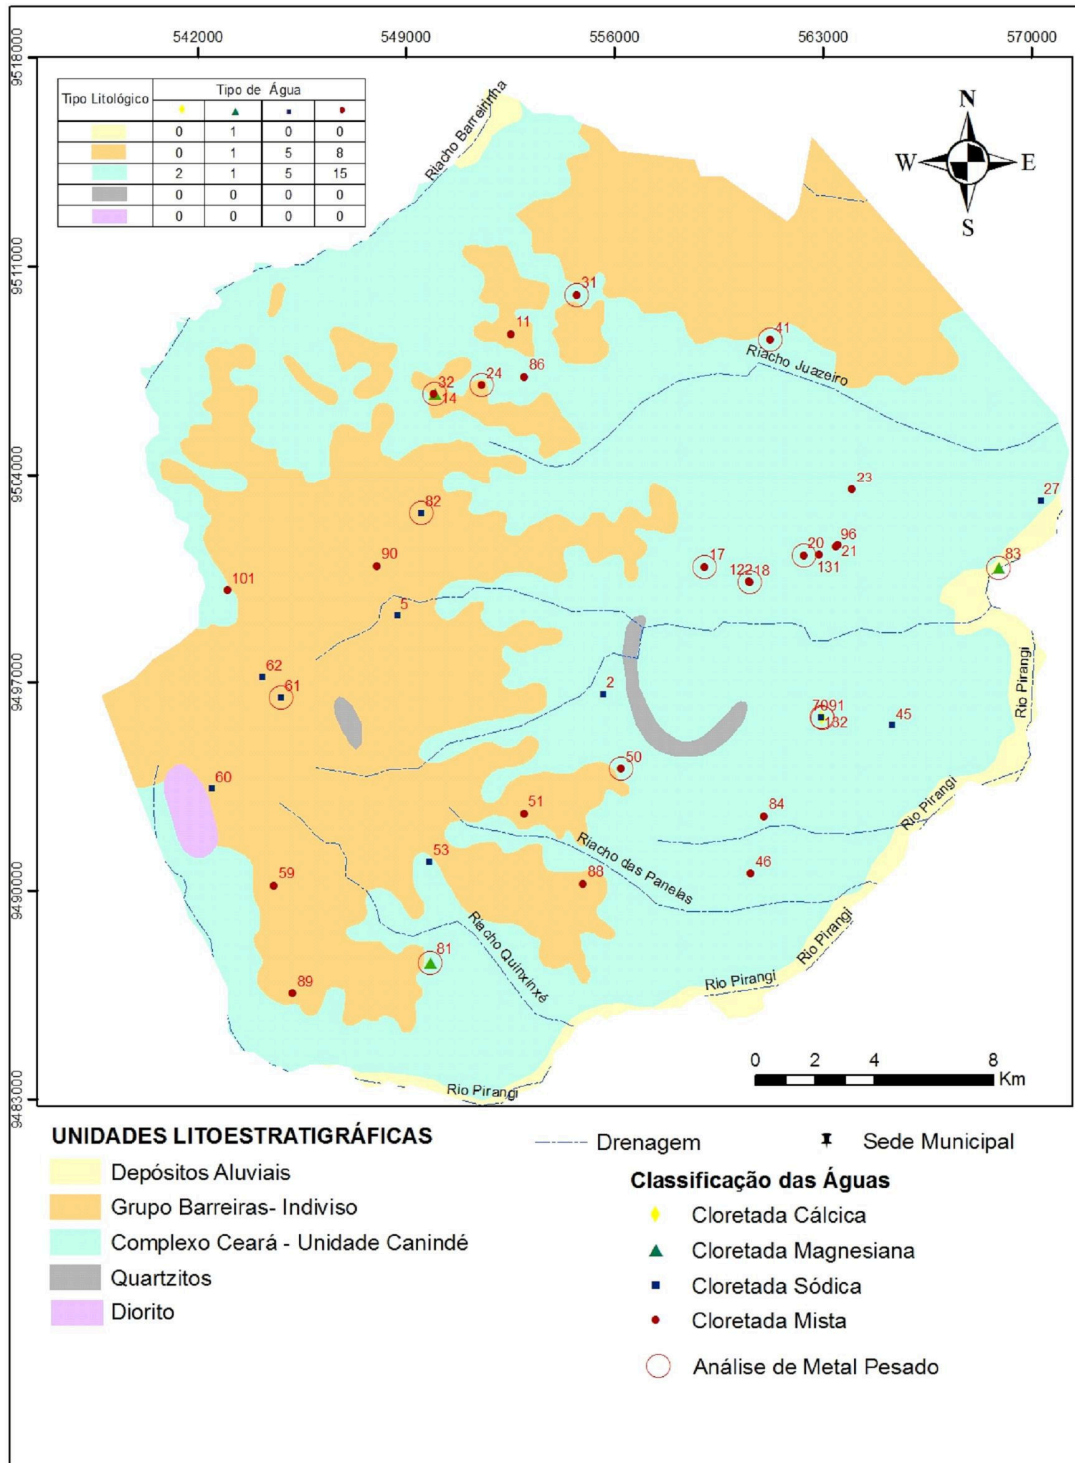 542000 549000 556000 563000 570000
9518000
9511000
9504000
9497000
9490000
9483000
Tipo Litológico
Tipo de Água
0 1 0 0
0 1 5 8
2 1 5 15
0 0 0 0
0 0 0 0
N
W E
S
Riacho Barreirinha
31
11
41
86
Riacho Juazeiro
24
32
14
23
27
82
96
20
21
131
17
122
18
83
90
101
5
62
61
2
Rio Pirangi
7091
132
45
50
60
51
84
Rio Pirangi
53
Riacho das Panelas
46
59
88
Rio Pirangi
Riacho Quinxinxé
81
89
Rio Pirangi
Rio Pirangi
0 2 4 8
Km
UNIDADES LITOESTRATIGRÁFICAS
Depósitos Aluviais
Grupo Barreiras- Indiviso
Complexo Ceará - Unidade Canindé
Quartzitos
Diorito
Drenagem
Sede Municipal
Classificação das Águas
Cloretada Cálcica
Cloretada Magnesiana
Cloretada Sódica
Cloretada Mista
Análise de Metal Pesado